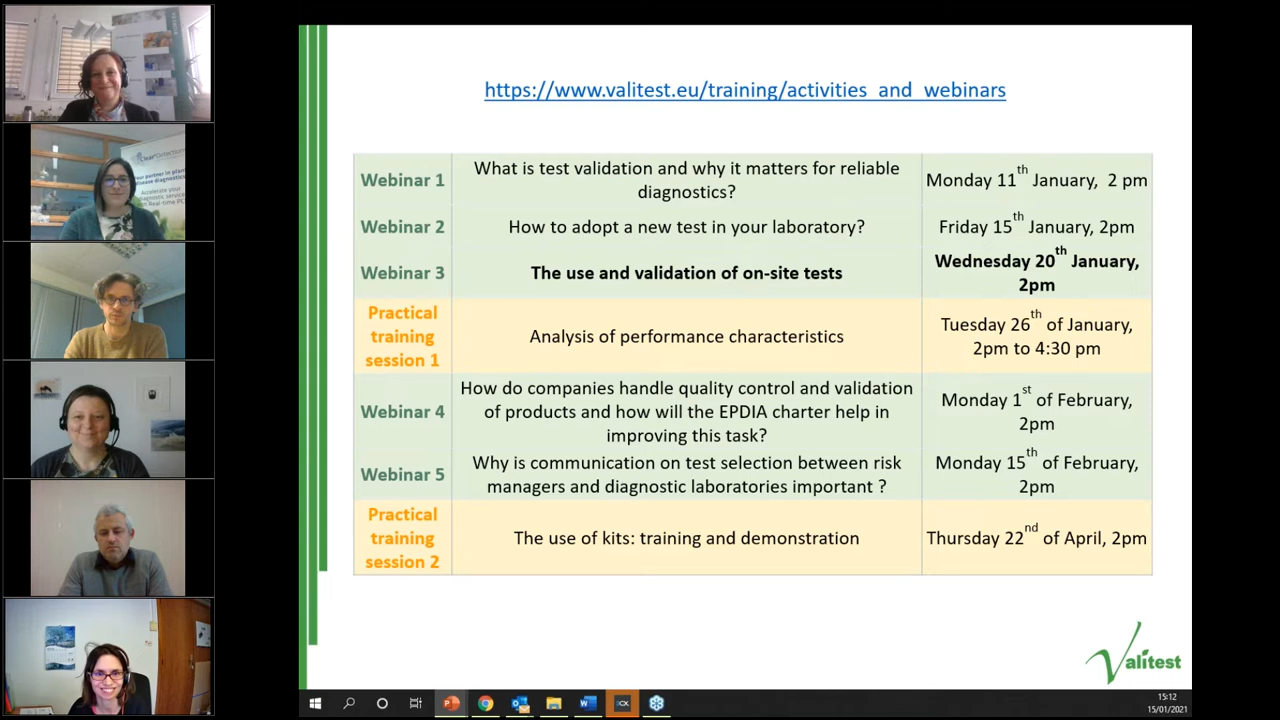 https://www.valitest.eu/training/activities_and_webinars
Webinar 1
What is test validation and why it matters for reliable
diagnostics?
Monday 11th January, 2 pm
Webinar 2
How to adopt a new test in your laboratory?
Friday 15th January, 2pm
Webinar 3
The use and validation of on-site tests
Wednesday 20th January,
2pm
Practical
training
session 1
Analysis of performance characteristics
Tuesday 26th of January,
2pm to 4:30 pm
Webinar 4
How do companies handle quality control and validation
of products and how will the EPDIA charter help in
improving this task?
Monday 1st of February,
2pm
Webinar 5
Why is communication on test selection between risk
managers and diagnostic laboratories important ?
Monday 15th of February,
2pm
Practical
training
session 2
The use of kits: training and demonstration
Thursday 22nd of April, 2pm
Valitest
15:12
15/01/2021